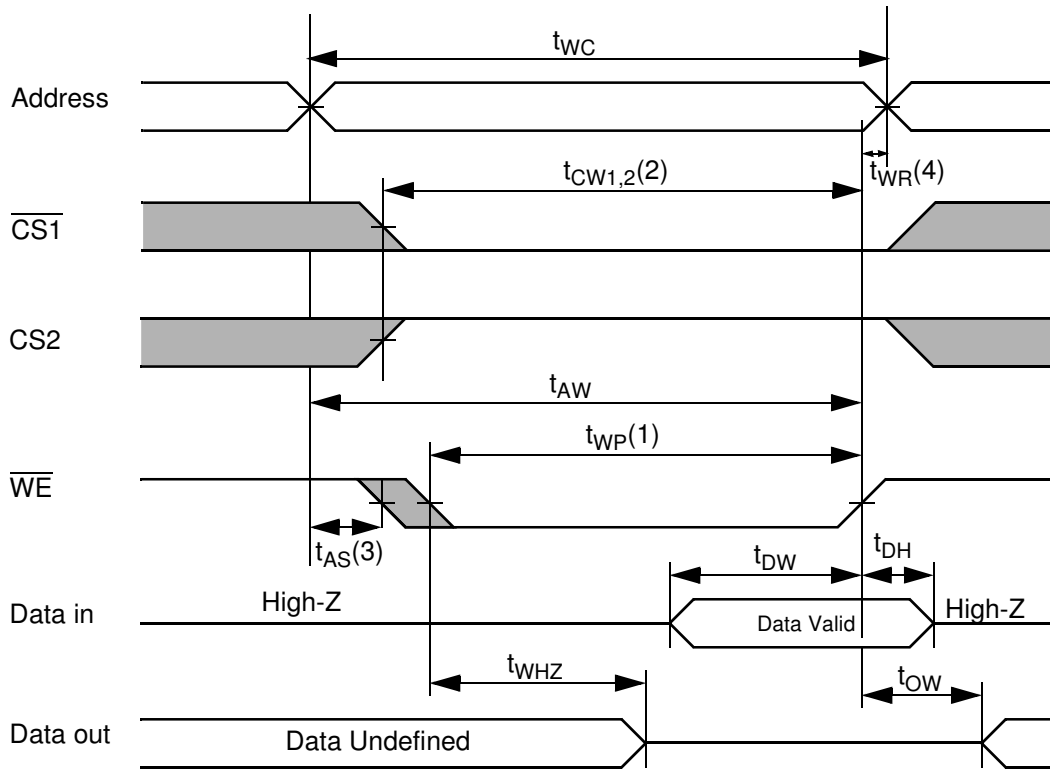 tWC
Address
tCW1,2(2)
tWR(4)
CS1
CS2
tAW
tWP(1)
WE
tAS(3)
tDW
tDH
Data in
High-Z
Data Valid
High-Z
tWHZ
tOW
Data out
Data Undefined